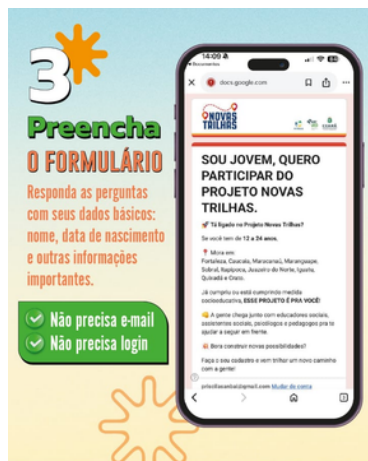 3
Preencha
O FORMULÁRIO
Responda as perguntas
com seus dados básicos:
nome, data de nascimento
e outras informações
importantes.
Não precisa e-mail
Não precisa login
14:09
Documentos
docs.google.com
NOVAS
TRILHAS
CEARÁ
SOU JOVEM, QUERO
PARTICIPAR DO
PROJETO NOVAS
TRILHAS.
🚀 Tá ligado no Projeto Novas Trilhas?
Se você tem de 12 a 24 anos.
📍 Mora em:
Fortaleza, Caucaia, Maracanaú, Maranguape,
Sobral, Itapipoca, Juazeiro do Norte, Iguatu,
Quixadá e Crato.
Já cumpriu ou está cumprindo medida
socioeducativa, ESSE PROJETO É PRA VOCÊ!
A gente chega junto com educadores sociais,
assistentes sociais, psicólogos e pedagogos pra te
ajudar a seguir em frente.
Bora construir novas possibilidades?
Faça o seu cadastro e vem trilhar um novo caminho
com a gente!
Mudar de conta